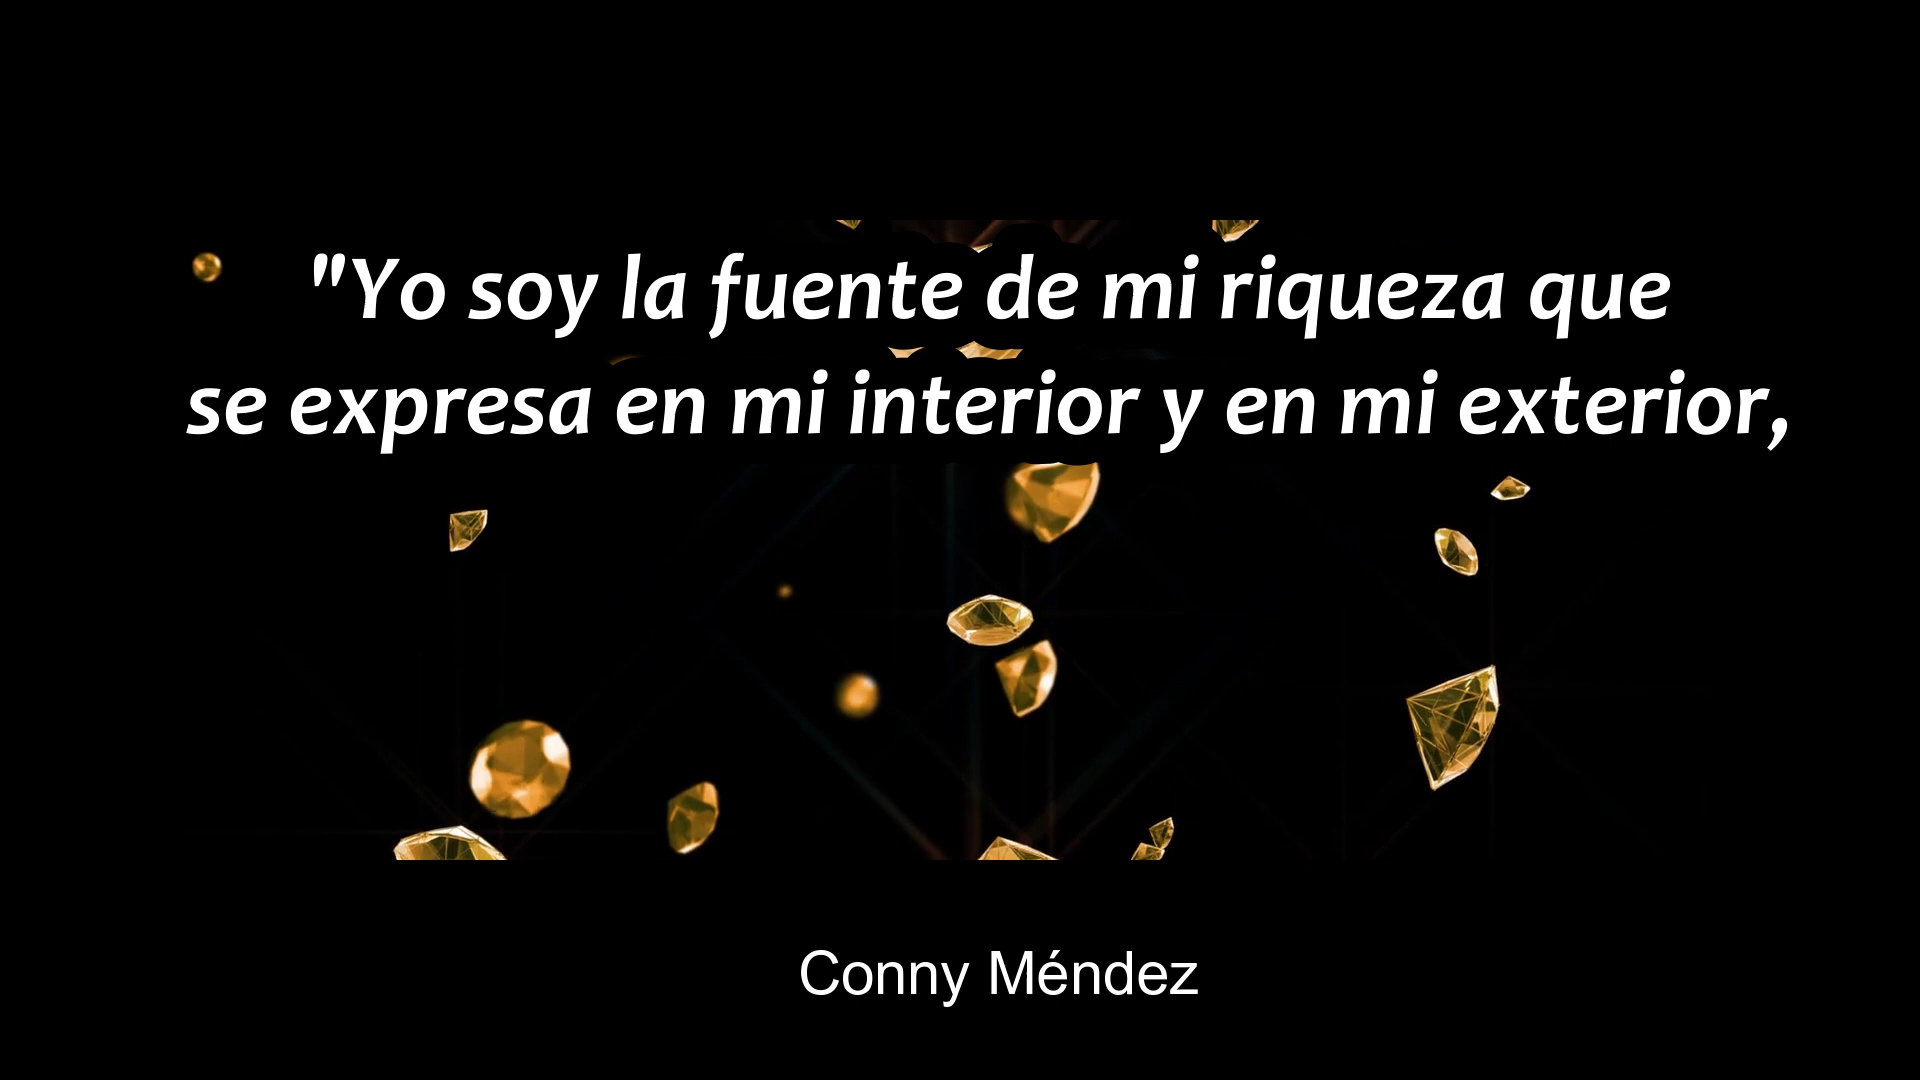 "Yo soy la fuente de mi riqueza que
se expresa en mi interior y en mi exterior,
Conny Méndez